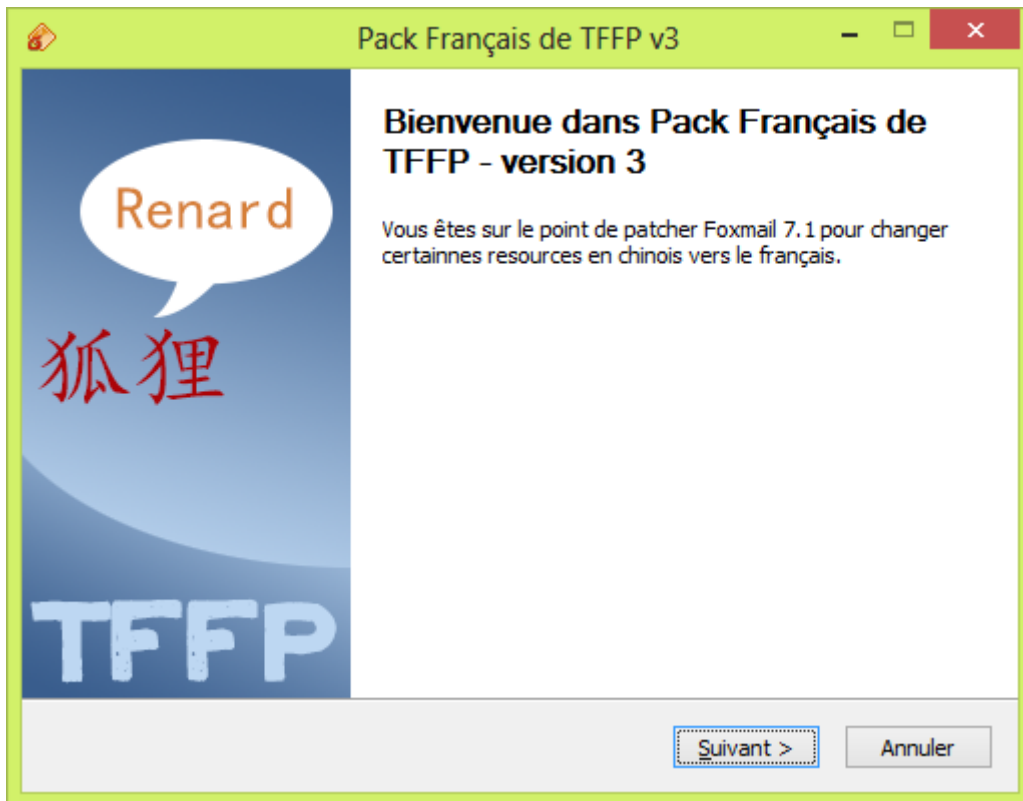 Pack Français de TFFP v3
Renard
狐狸
TFFP
Bienvenue dans Pack Français de
TFFP - version 3
Vous êtes sur le point de patcher Foxmail 7.1 pour changer
certainnes resources en chinois vers le français.
Suivant >
Annuler